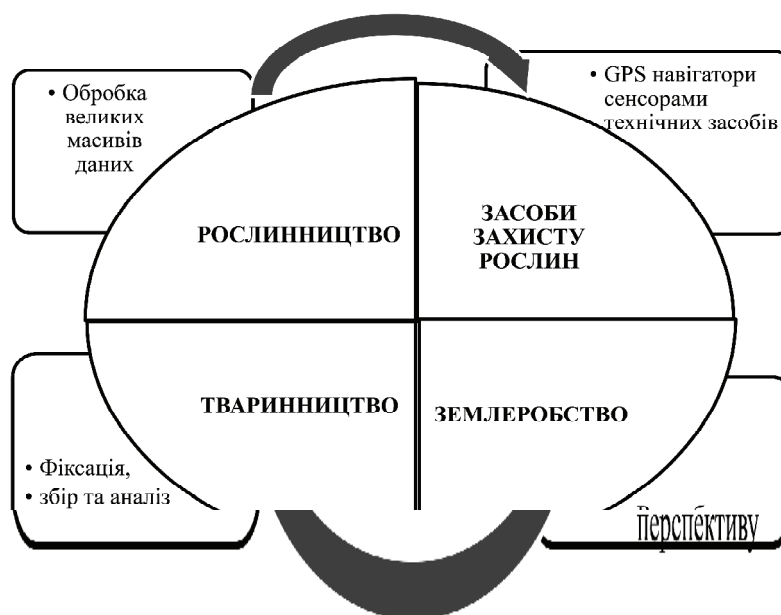 • Обробка
великих
масивів
даних
• GPS навігатори
сенсорами
технічних засобів
РОСЛИННИЦТВО
ЗАСОБИ
ЗАХИСТУ
РОСЛИН
ТВАРИННИЦТВО
ЗЕМЛЕРОБСТВО
• Фіксація,
• збір та аналіз
перспективу